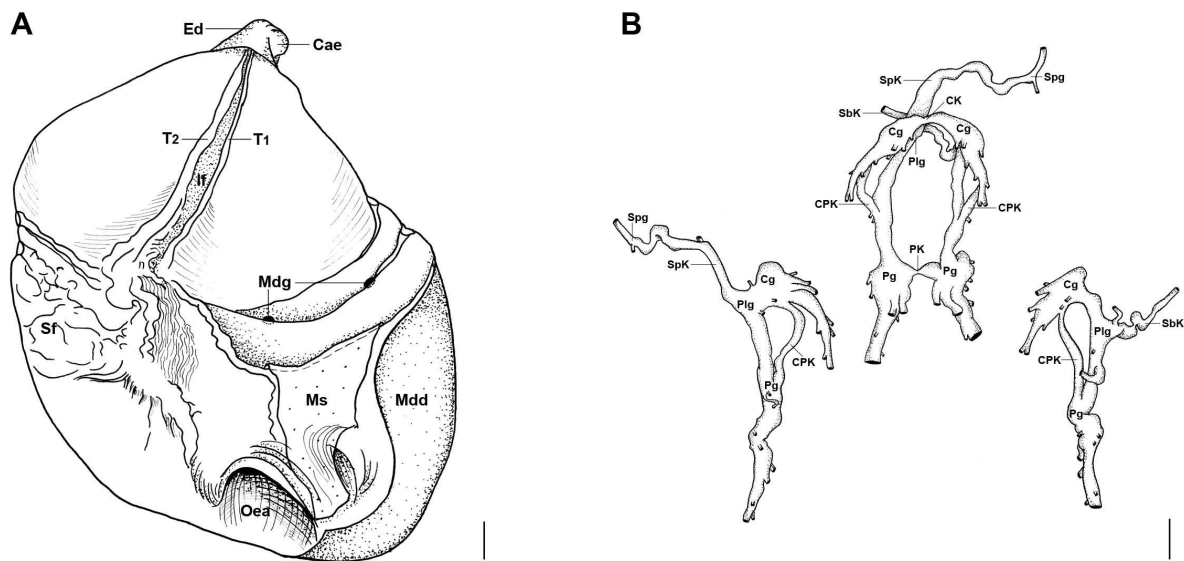 A
Ed
Cae
T2
T1
If
Mdg
Sf
Ms
Mdd
Oea
B
SpK
Spg
SbK
CK
Cg
Cg
Plg
CPK
CPK
PK
Pg
Pg
Spg
SpK
Cg
Plg
CPK
Pg
Cg
Plg
SbK
CPK
Pg